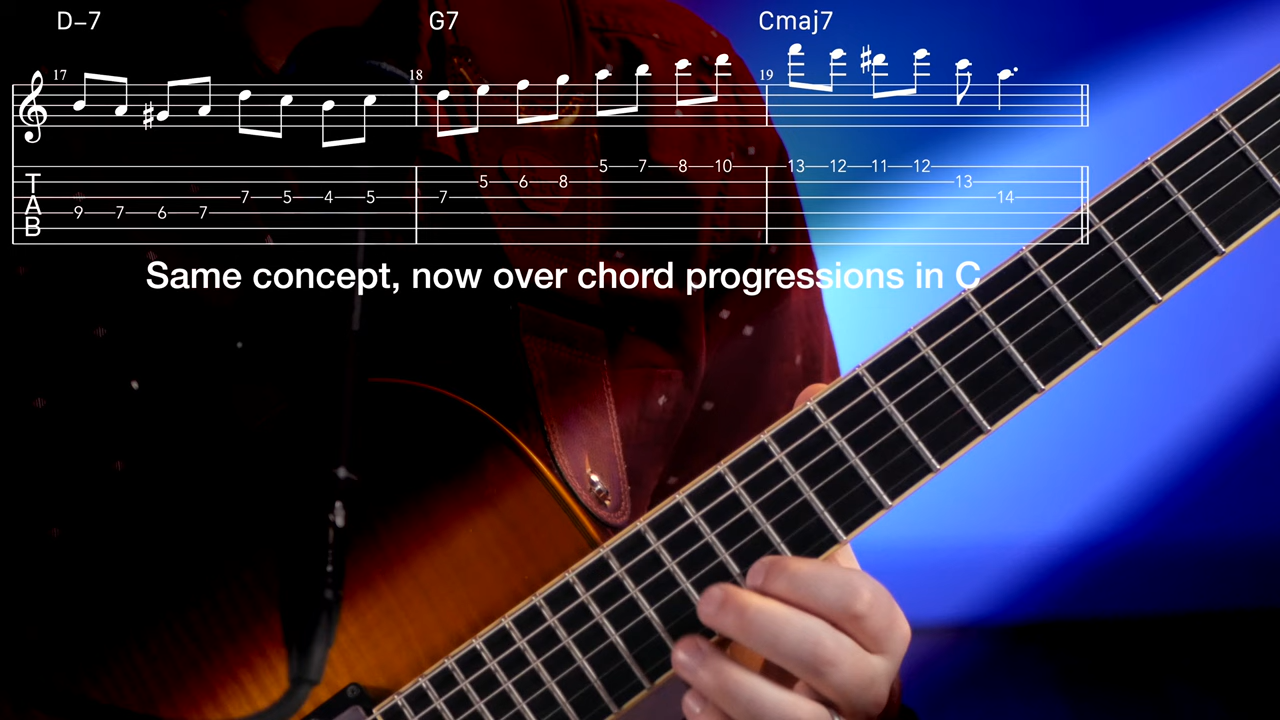 D–7 G7 Cmaj7
17 18 19
T
A
B
5 7 8 10 13 12 11 12
5 6 8 13
7 5 4 5 7 14
9 7 6 7
Same concept, now over chord progressions in C